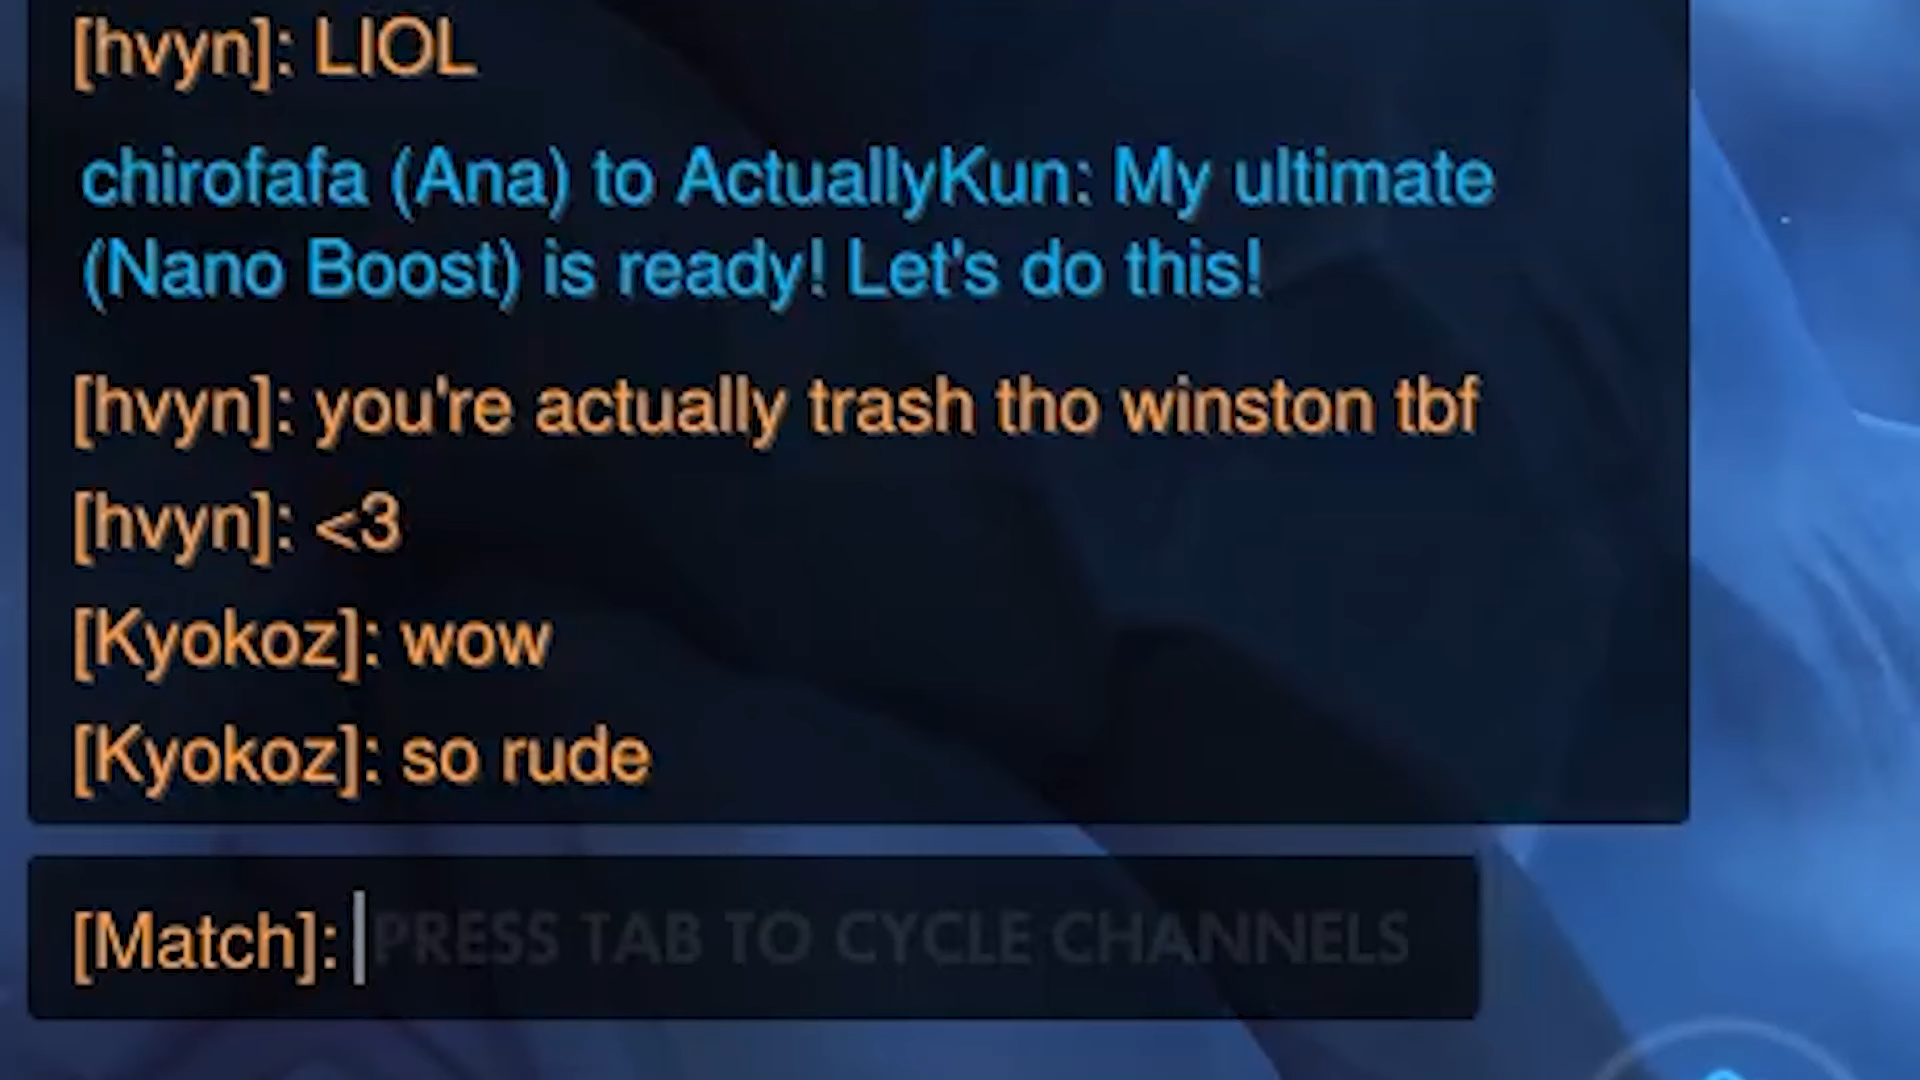 [hvyn]: LIOL
chirofafa (Ana) to ActuallyKun: My ultimate
(Nano Boost) is ready! Let's do this!
[hvyn]: you're actually trash tho winston tbf
[hvyn]: <3
[Kyokoz]: wow
[Kyokoz]: so rude
[Match]: PRESS TAB TO CYCLE CHANNELS